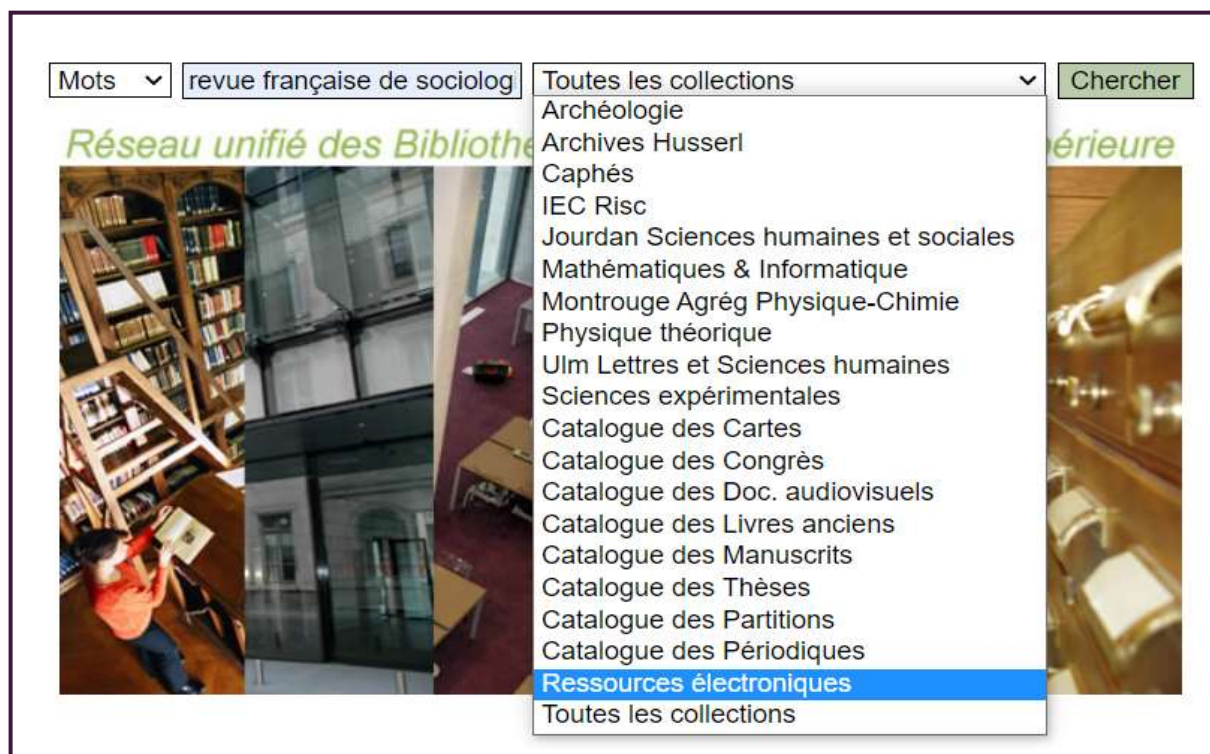 Mots revue française de sociolog Toutes les collections Chercher
Réseau unifié des Biblioth périeure
Archéologie
Archives Husserl
Caphés
IEC Risc
Jourdan Sciences humaines et sociales
Mathématiques & Informatique
Montrouge Agrég Physique-Chimie
Physique théorique
Ulm Lettres et Sciences humaines
Sciences expérimentales
Catalogue des Cartes
Catalogue des Congrès
Catalogue des Doc. audiovisuels
Catalogue des Livres anciens
Catalogue des Manuscrits
Catalogue des Thèses
Catalogue des Partitions
Catalogue des Périodiques
Ressources électroniques
Toutes les collections